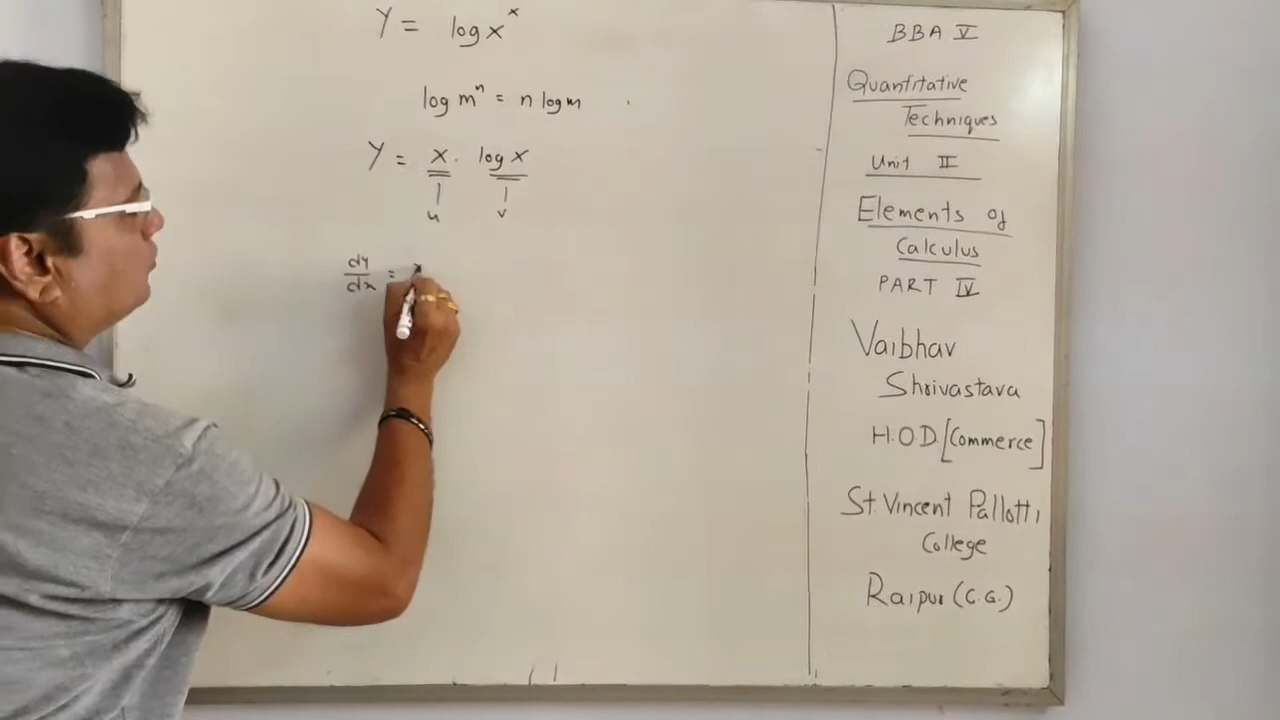 Y = log x^x
log m^n = n log m
Y = x . log x
u v
dy/dx = x
BBA V
Quantitative
Techniques
Unit III
Elements of
Calculus
PART IV
Vaibhav
Shrivastava
H.O.D. [Commerce]
St. Vincent Pallotti
College
Raipur (C.G.)